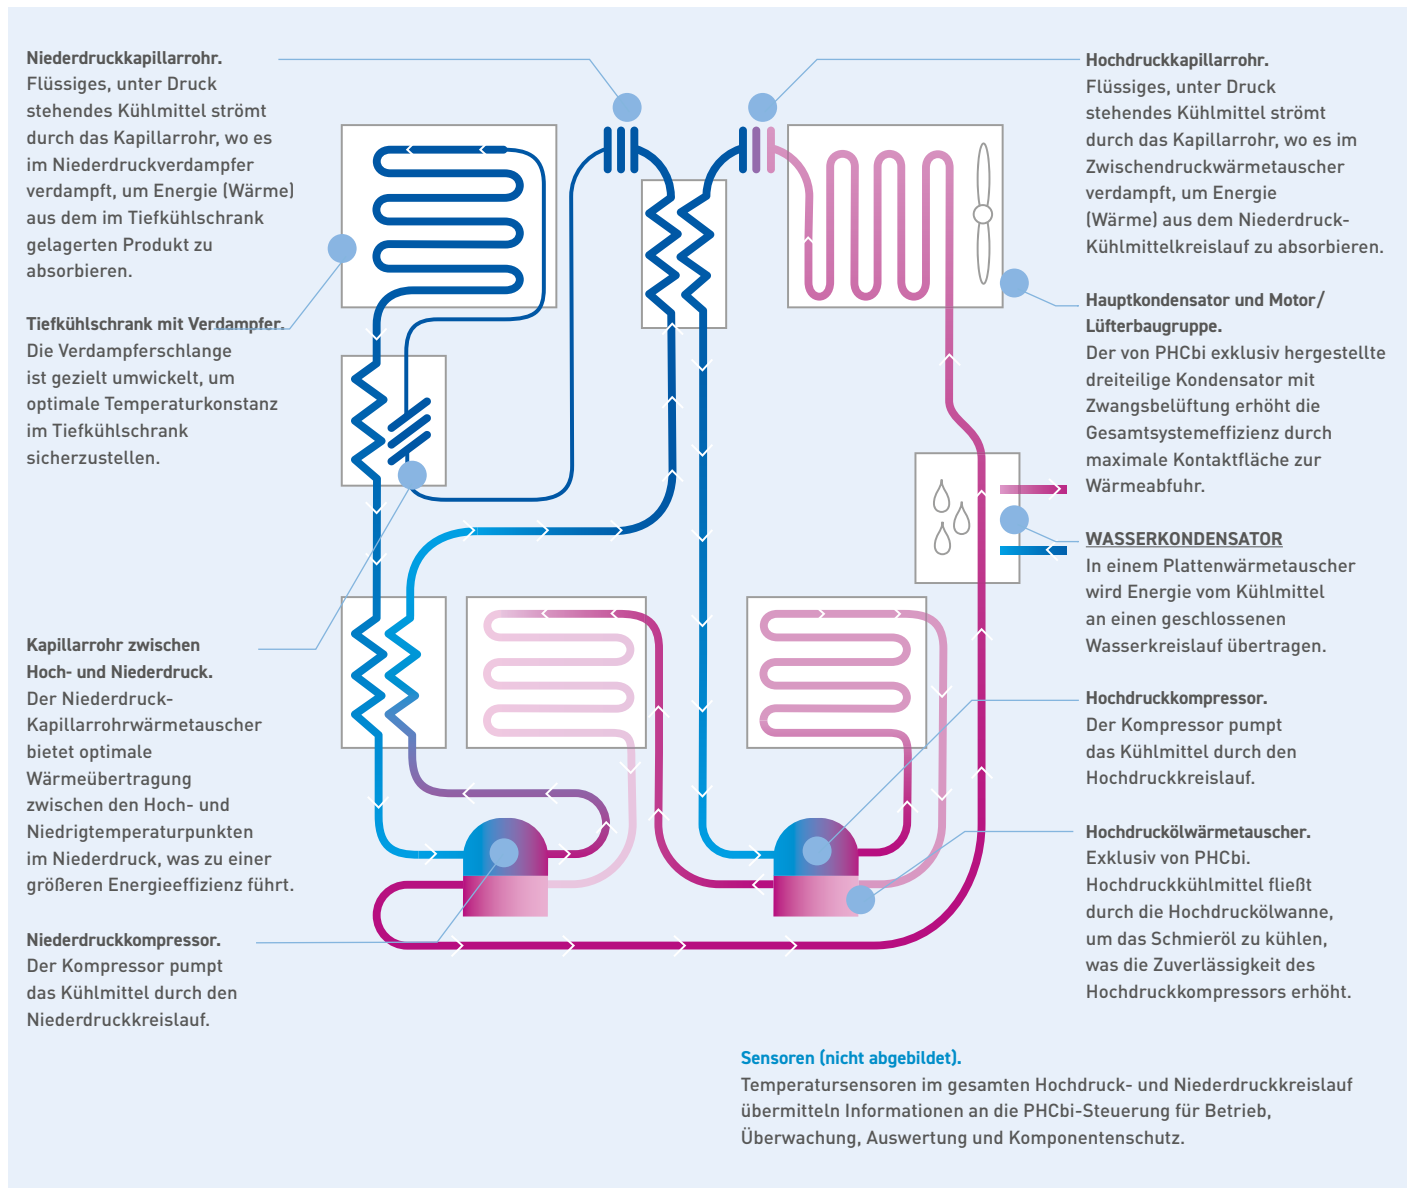 Niederdruckkapillarrohr.
Flüssiges, unter Druck
stehendes Kühlmittel strömt
durch das Kapillarrohr, wo es
im Niederdruckverdampfer
verdampft, um Energie (Wärme)
aus dem im Tiefkühlschrank
gelagerten Produkt zu
absorbieren.
Tiefkühlschrank mit Verdampfer.
Die Verdampferschlange
ist gezielt umwickelt, um
optimale Temperaturkonstanz
im Tiefkühlschrank
sicherzustellen.
Kapillarrohr zwischen
Hoch- und Niederdruck.
Der Niederdruck-
Kapillarrohrwärmetauscher
bietet optimale
Wärmeübertragung
zwischen den Hoch- und
Niedrigtemperaturpunkten
im Niederdruck, was zu einer
größeren Energieeffizienz führt.
Niederdruckkompressor.
Der Kompressor pumpt
das Kühlmittel durch den
Niederdruckkreislauf.
Hochdruckkapillarrohr.
Flüssiges, unter Druck
stehendes Kühlmittel strömt
durch das Kapillarrohr, wo es im
Zwischendruckwärmetauscher
verdampft, um Energie
(Wärme) aus dem Niederdruck-
Kühlmittelkreislauf zu absorbieren.
Hauptkondensator und Motor/
Lüfterbaugruppe.
Der von PHCbi exklusiv hergestellte
dreiteilige Kondensator mit
Zwangsbelüftung erhöht die
Gesamtsystemeffizienz durch
maximale Kontaktfläche zur
Wärmeabfuhr.
WASSERKONDENSATOR
In einem Plattenwärmetauscher
wird Energie vom Kühlmittel
an einen geschlossenen
Wasserkreislauf übertragen.
Hochdruckkompressor.
Der Kompressor pumpt
das Kühlmittel durch den
Hochdruckkreislauf.
Hochdruckölwärmetauscher.
Exklusiv von PHCbi.
Hochdruckkühlmittel fließt
durch die Hochdruckölwanne,
um das Schmieröl zu kühlen,
was die Zuverlässigkeit des
Hochdruckkompressors erhöht.
Sensoren (nicht abgebildet).
Temperatursensoren im gesamten Hochdruck- und Niederdruckkreislauf
übermitteln Informationen an die PHCbi-Steuerung für Betrieb,
Überwachung, Auswertung und Komponentenschutz.